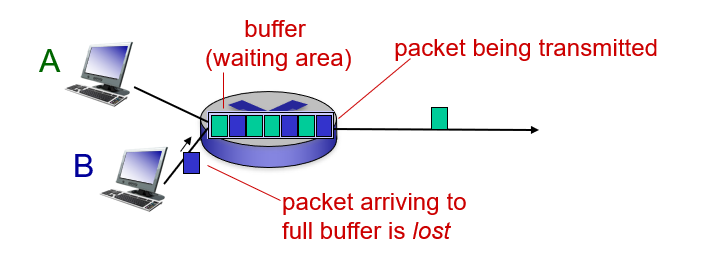 A
buffer
(waiting area)
packet being transmitted
B
packet arriving to
full buffer is lost